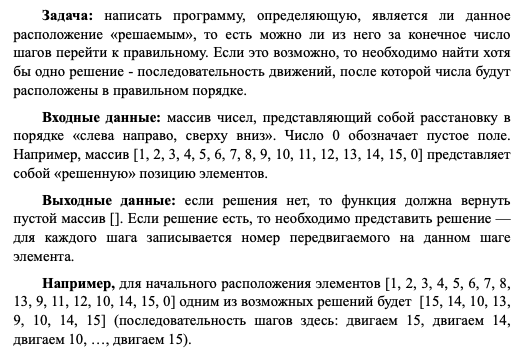 Задача: написать программу, определяющую, является ли данное
расположение «решаемым», то есть можно ли из него за конечное число
шагов перейти к правильному. Если это возможно, то необходимо найти хотя
бы одно решение - последовательность движений, после которой числа будут
расположены в правильном порядке.
Входные данные: массив чисел, представляющий собой расстановку в
порядке «слева направо, сверху вниз». Число 0 обозначает пустое поле.
Например, массив [1, 2, 3, 4, 5, 6, 7, 8, 9, 10, 11, 12, 13, 14, 15, 0] представляет
собой «решенную» позицию элементов.
Выходные данные: если решения нет, то функция должна вернуть
пустой массив []. Если решение есть, то необходимо представить решение —
для каждого шага записывается номер передвигаемого на данном шаге
элемента.
Например, для начального расположения элементов [1, 2, 3, 4, 5, 6, 7, 8,
13, 9, 11, 12, 10, 14, 15, 0] одним из возможных решений будет [15, 14, 10, 13,
9, 10, 14, 15] (последовательность шагов здесь: двигаем 15, двигаем 14,
двигаем 10, …, двигаем 15).